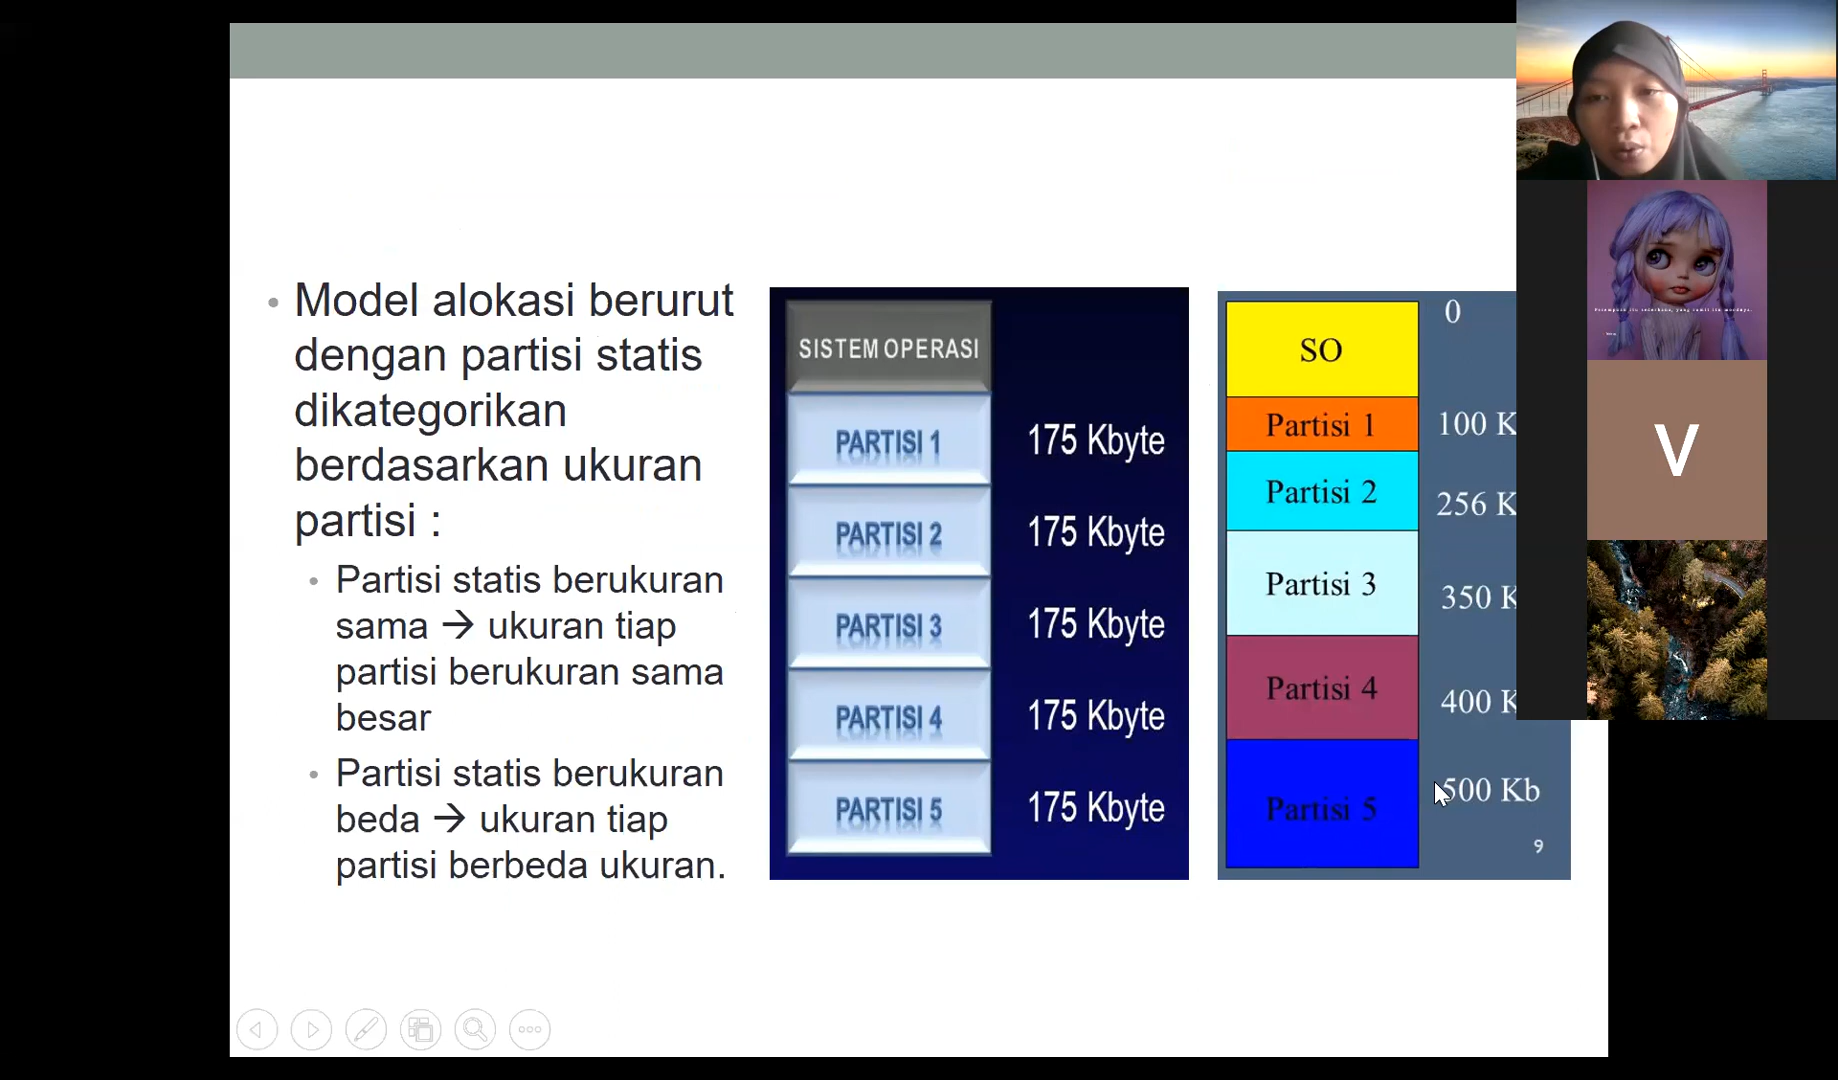 • Model alokasi berurut
dengan partisi statis
dikategorikan
berdasarkan ukuran
partisi :
• Partisi statis berukuran
sama → ukuran tiap
partisi berukuran sama
besar
• Partisi statis berukuran
beda → ukuran tiap
partisi berbeda ukuran.
SISTEM OPERASI
PARTISI 1 175 Kbyte
PARTISI 2 175 Kbyte
PARTISI 3 175 Kbyte
PARTISI 4 175 Kbyte
PARTISI 5 175 Kbyte
0
SO
Partisi 1 100 K
Partisi 2 256 K
Partisi 3 350 K
Partisi 4 400 K
Partisi 5 500 Kb
9
V